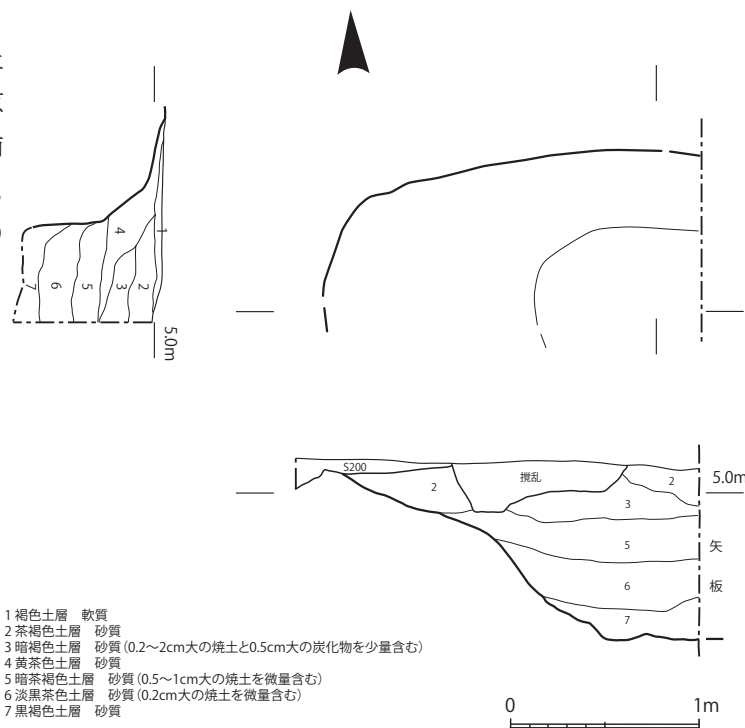 1
2
3
4
5
6
7
5.0m
S200
撹乱
2
2
5.0m
3
5
矢板
6
7
1 褐色土層 軟質
2 茶褐色土層 砂質
3 暗褐色土層 砂質(0.2〜2cm大の焼土と0.5cm大の炭化物を少量含む)
4 黄茶色土層 砂質
5 暗茶褐色土層 砂質(0.5〜1cm大の焼土を微量含む)
6 淡黒茶色土層 砂質(0.2cm大の焼土を微量含む)
7 黒褐色土層 砂質
0 1m